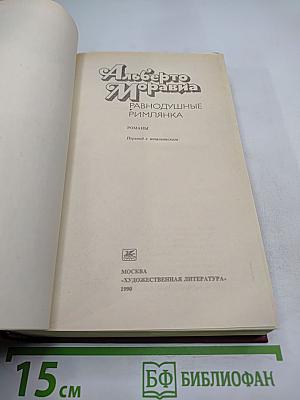 Альберто
Моравиа
РАВНОДУШНЫЕ
РИМЛЯНКА
РОМАНЫ
Перевод с итальянского
МОСКВА
«ХУДОЖЕСТВЕННАЯ ЛИТЕРАТУРА»
1990
15 см
БФ БИБЛИОФАН